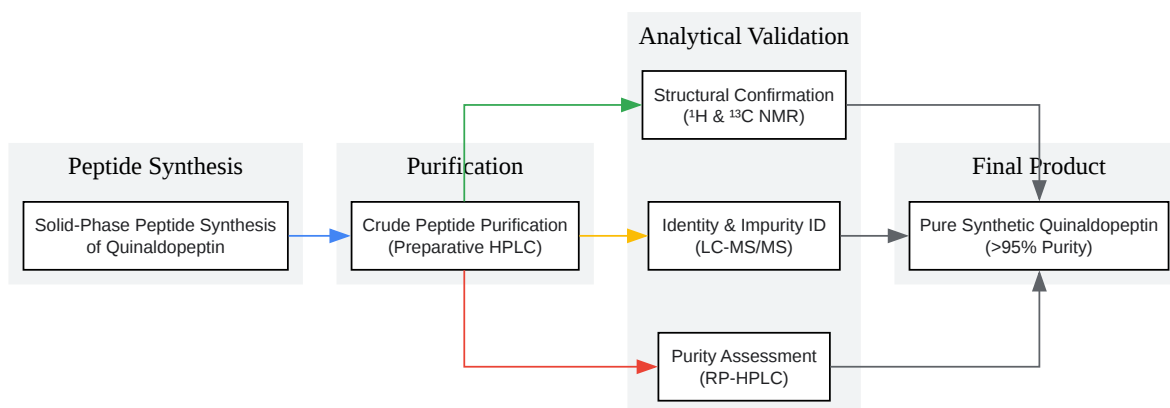 Analytical Validation
Structural Confirmation
(¹H & ¹³C NMR)
Peptide Synthesis
Purification
Final Product
Solid-Phase Peptide Synthesis
of Quinaldopeptin
Crude Peptide Purification
(Preparative HPLC)
Identity & Impurity ID
(LC-MS/MS)
Pure Synthetic Quinaldopeptin
(>95% Purity)
Purity Assessment
(RP-HPLC)